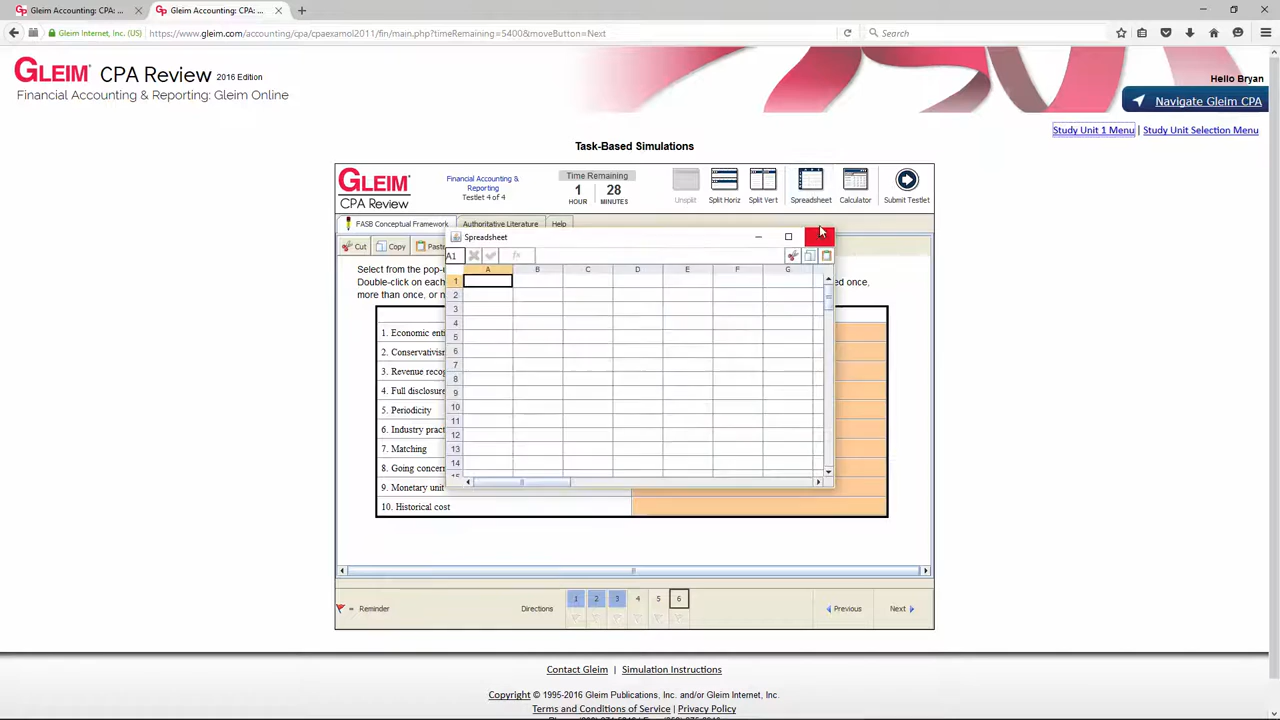 Gleim Accounting: CPA: ...
Gleim Accounting: CPA: ...
Gleim Internet, Inc. (US)
https://www.gleim.com/accounting/cpa/cpaexamol2011/fin/main.php?timeRemaining=5400&moveButton=Next
Search
GLEIM CPA Review 2016 Edition
Financial Accounting & Reporting: Gleim Online
Hello Bryan
Navigate Gleim CPA
Study Unit 1 Menu | Study Unit Selection Menu
Task-Based Simulations
GLEIM
CPA Review
Financial Accounting &
Reporting
Testlet 4 of 4
Time Remaining
1 28
HOUR MINUTES
Unsplit
Split Horiz
Split Vert
Spreadsheet
Calculator
Submit Testlet
FASB Conceptual Framework
Authoritative Literature
Help
Cut
Copy
Past
Spreadsheet
A1
fx
A B C D E F G
1
2
3
4
5
6
7
8
9
10
11
12
13
14
Select from the pop-u
Double-click on each
ed once,
more than once, or n
1. Economic enti
2. Conservatism
3. Revenue recog
4. Full disclosure
5. Periodicity
6. Industry pract
7. Matching
8. Going concern
9. Monetary unit
10. Historical cost
= Reminder
Directions
1 2 3 4 5 6
Previous
Next
Contact Gleim | Simulation Instructions
Copyright © 1995-2016 Gleim Publications, Inc. and/or Gleim Internet, Inc.
Terms and Conditions of Service | Privacy Policy